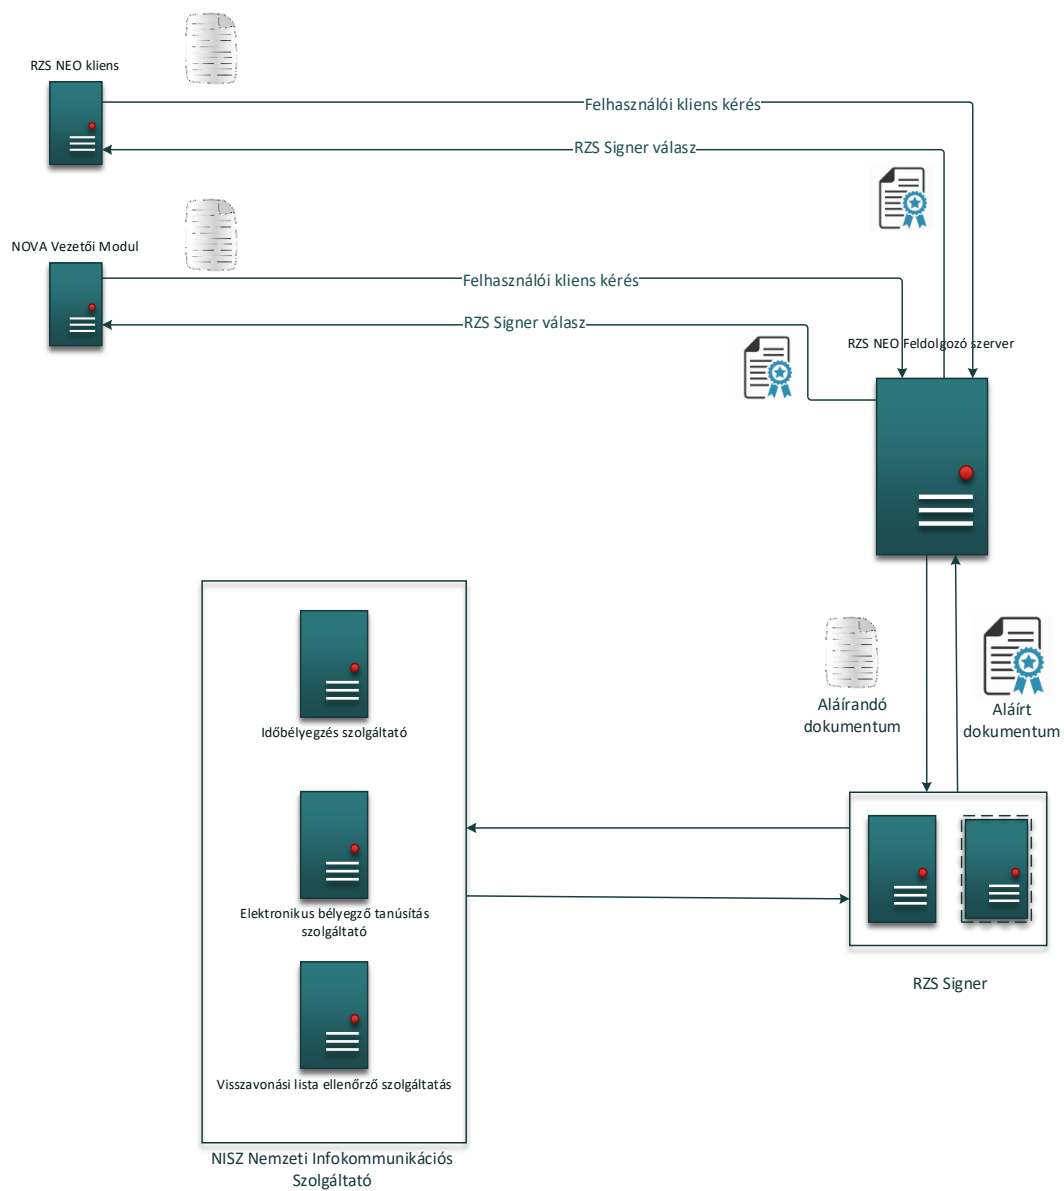 RZS NEO kliens
Felhasználói kliens kérés
RZS Signer válasz
NOVA Vezetői Modul
Felhasználói kliens kérés
RZS Signer válasz
RZS NEO Feldolgozó szerver
Aláírandó
dokumentum
Aláírt
dokumentum
Időbélyegzés szolgáltató
Elektronikus bélyegző tanúsítás
szolgáltató
RZS Signer
Visszavonási lista ellenőrző szolgáltatás
NISZ Nemzeti Infokommunikációs
Szolgáltató